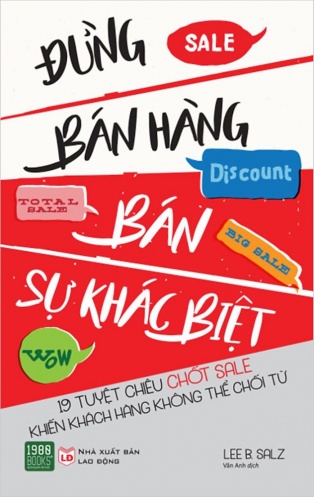 ĐỪNG
SALE
BÁN HÀNG
Discount
TOTAL
SALE
BÁN
BIG SALE
SỰ KHÁC BIỆT
WOW
19 TUYỆT CHIÊU CHỐT SALE
KHIẾN KHÁCH HÀNG KHÔNG THỂ CHỐI TỪ
1980
BOOKS
LĐ
NHÀ XUẤT BẢN
LAO ĐỘNG
LEE B. SALZ
Vân Anh dịch